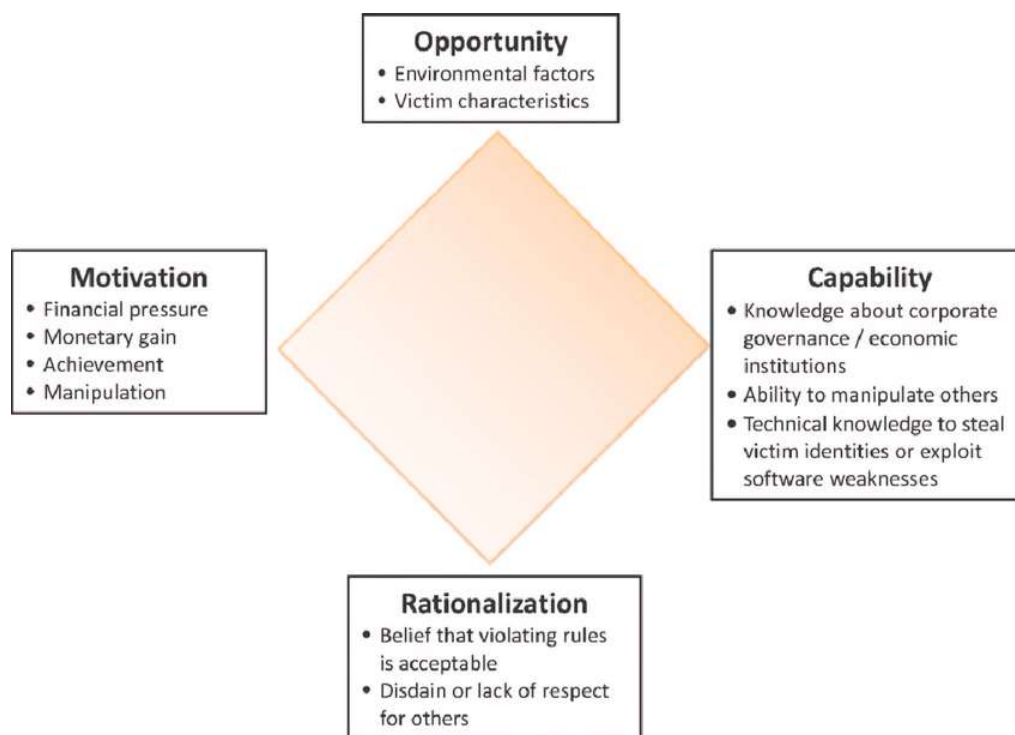 Opportunity
• Environmental factors
• Victim characteristics
Motivation
• Financial pressure
• Monetary gain
• Achievement
• Manipulation
Capability
• Knowledge about corporate
governance / economic
institutions
• Ability to manipulate others
• Technical knowledge to steal
victim identities or exploit
software weaknesses
Rationalization
• Belief that violating rules
is acceptable
• Disdain or lack of respect
for others